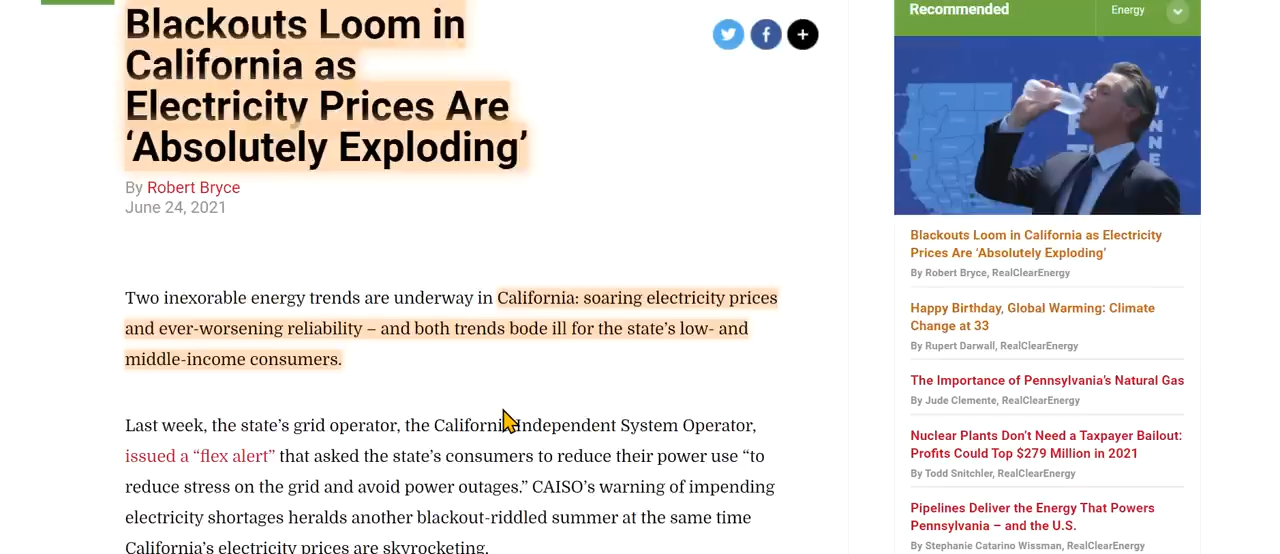 Blackouts Loom in
California as
Electricity Prices Are
‘Absolutely Exploding’
By Robert Bryce
June 24, 2021
Two inexorable energy trends are underway in California: soaring electricity prices
and ever-worsening reliability – and both trends bode ill for the state’s low- and
middle-income consumers.
Last week, the state’s grid operator, the California Independent System Operator,
issued a “flex alert” that asked the state’s consumers to reduce their power use “to
reduce stress on the grid and avoid power outages.” CAISO’s warning of impending
electricity shortages heralds another blackout-riddled summer at the same time
California’s electricity prices are skyrocketing.
Recommended
Energy
Blackouts Loom in California as Electricity
Prices Are ‘Absolutely Exploding’
By Robert Bryce, RealClearEnergy
Happy Birthday, Global Warming: Climate
Change at 33
By Rupert Darwall, RealClearEnergy
The Importance of Pennsylvania’s Natural Gas
By Jude Clemente, RealClearEnergy
Nuclear Plants Don’t Need a Taxpayer Bailout:
Profits Could Top $279 Million in 2021
By Todd Snitchler, RealClearEnergy
Pipelines Deliver the Energy That Powers
Pennsylvania – and the U.S.
By Stephanie Catarino Wissman, RealClearEnergy